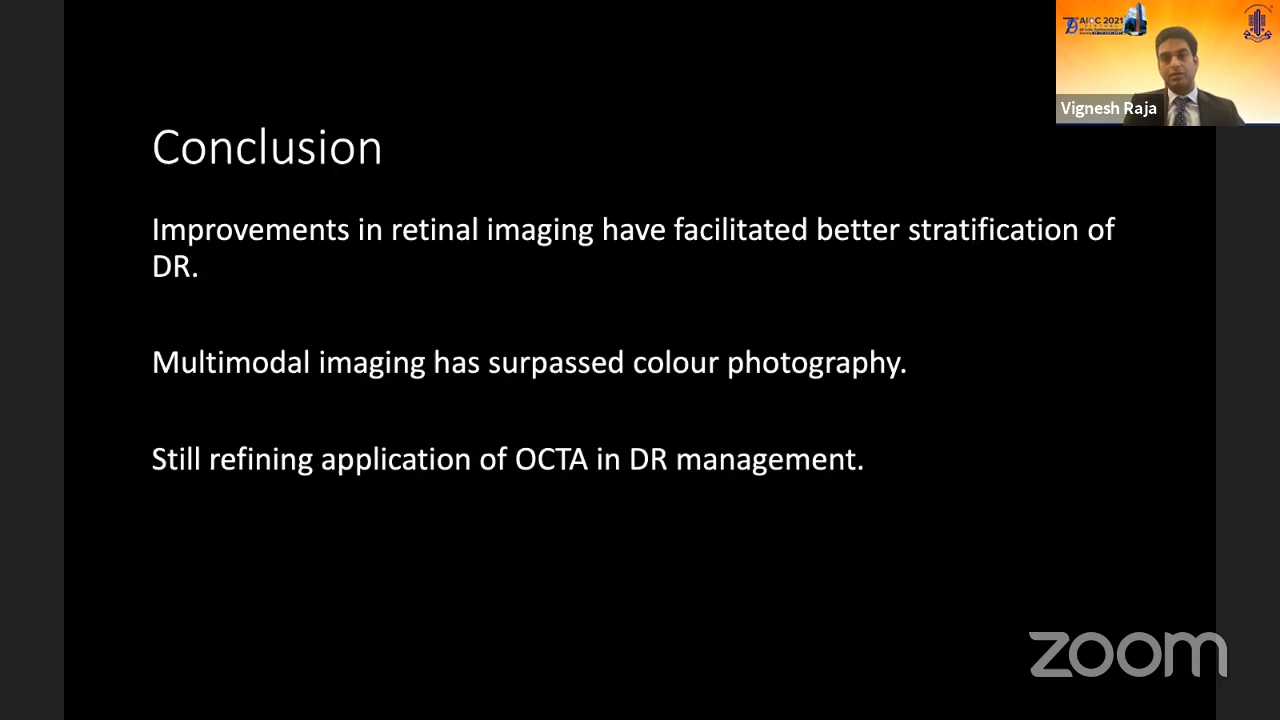 AIOC 2021
VIRTUAL
Vignesh Raja
Conclusion
Improvements in retinal imaging have facilitated better stratification of
DR.
Multimodal imaging has surpassed colour photography.
Still refining application of OCTA in DR management.
zoom